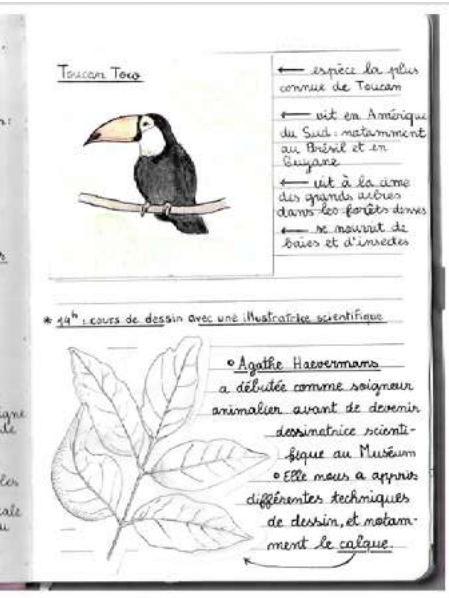 Toucan Toco
← espèce la plus
connue de Toucan
← vit en Amérique
du Sud : notamment
au Brésil et en
Guyane
← vit à la cime
des grands arbres
dans les forêts denses
← se nourrit de
baies et d'insectes
* 14h : cours de dessin avec une illustratrice scientifique
° Agathe Haevermans
a débutée comme soigneur
animalier avant de devenir
dessinatrice scienti-
fique au Muséum
° Elle nous a appris
différentes techniques
de dessin, et notam-
ment le calque.